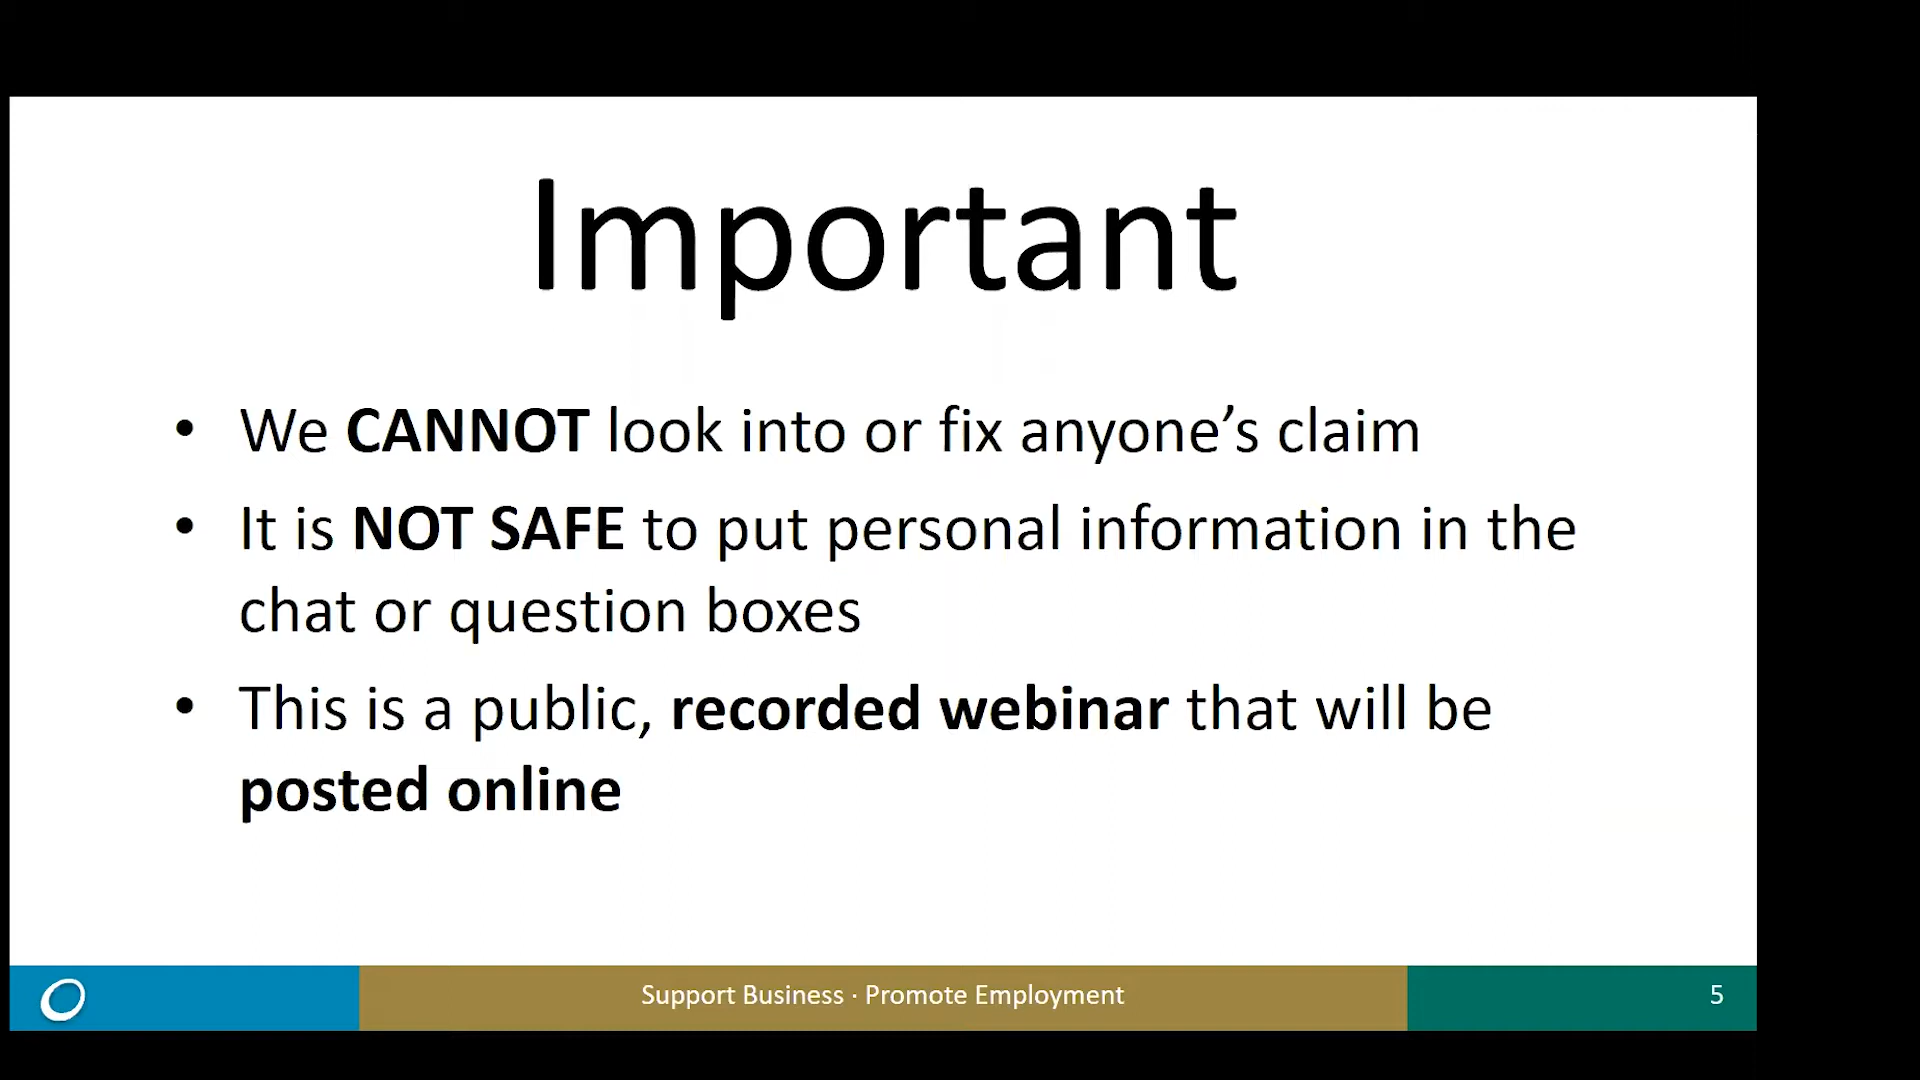 Important
• We CANNOT look into or fix anyone’s claim
• It is NOT SAFE to put personal information in the
chat or question boxes
• This is a public, recorded webinar that will be
posted online
Support Business · Promote Employment
5